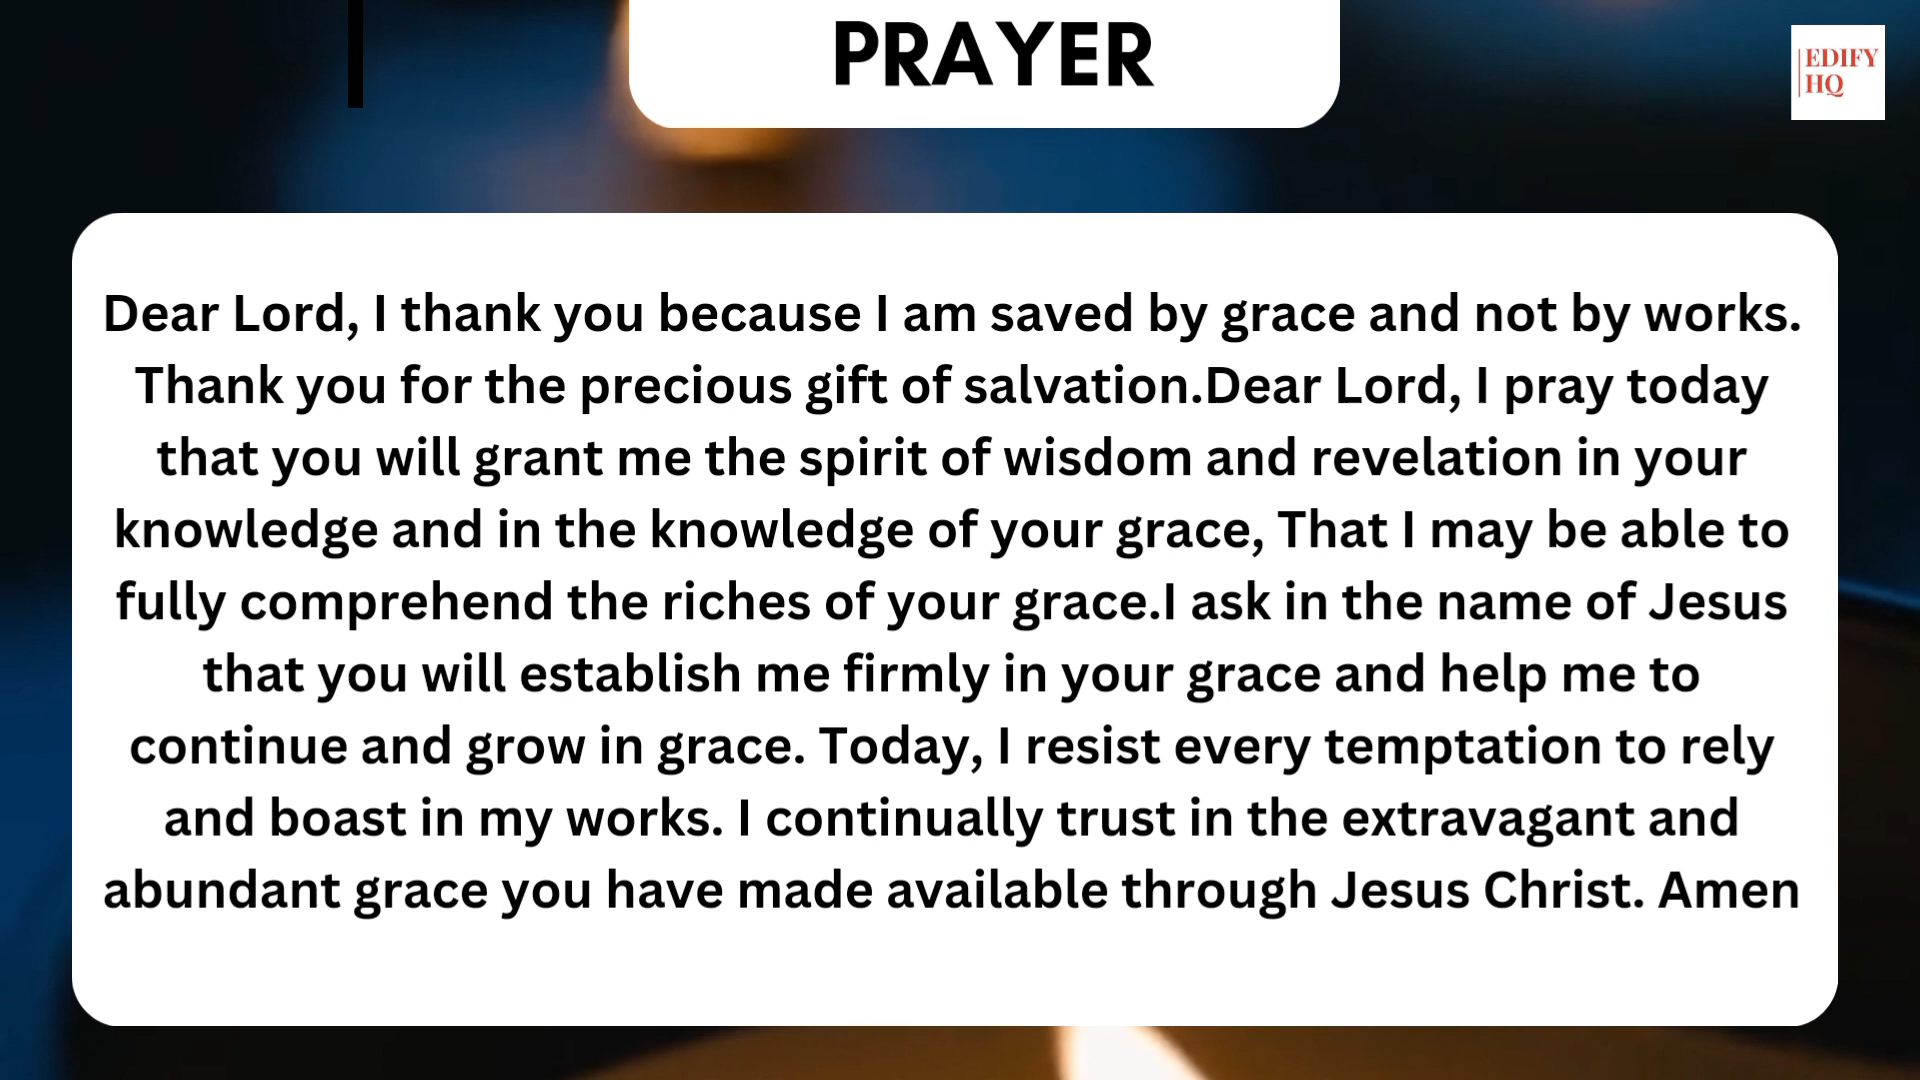 PRAYER
EDIFY
HQ
Dear Lord, I thank you because I am saved by grace and not by works.
Thank you for the precious gift of salvation.Dear Lord, I pray today
that you will grant me the spirit of wisdom and revelation in your
knowledge and in the knowledge of your grace, That I may be able to
fully comprehend the riches of your grace.I ask in the name of Jesus
that you will establish me firmly in your grace and help me to
continue and grow in grace. Today, I resist every temptation to rely
and boast in my works. I continually trust in the extravagant and
abundant grace you have made available through Jesus Christ. Amen